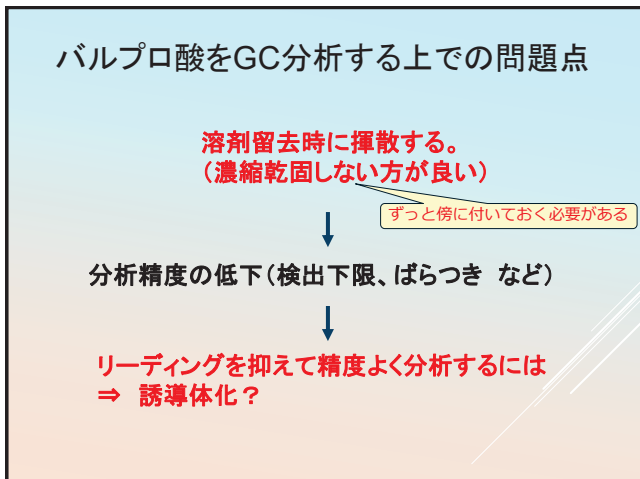 バルプロ酸をGC分析する上での問題点
溶剤留去時に揮散する。
（濃縮乾固しない方が良い）
ずっと傍に付いておく必要がある
分析精度の低下（検出下限、ばらつき など）
リーディングを抑えて精度よく分析するには
⇒ 誘導体化？